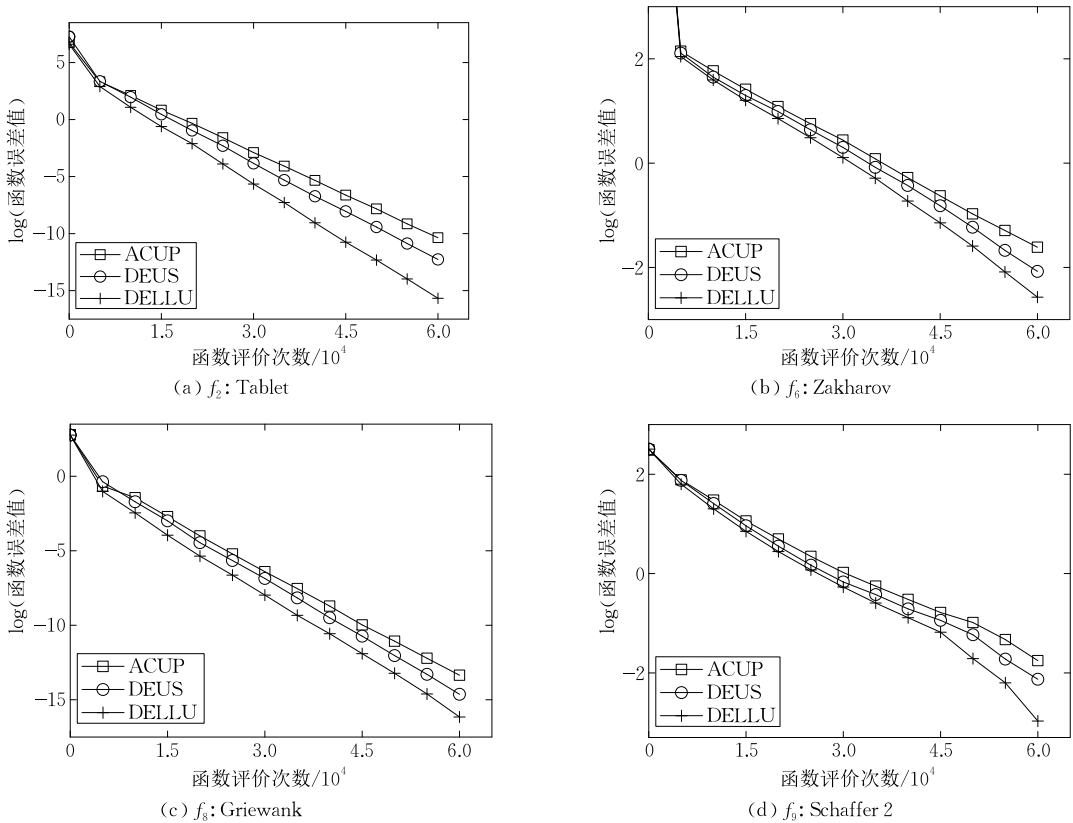 log(函数误差值)
5
0
−5
−10
−15
ACUP
DEUS
DELLU
0 1.5 3.0 4.5 6.0
函数评价次数/10⁴
(a) f₂: Tablet
log(函数误差值)
2
0
−2
ACUP
DEUS
DELLU
0 1.5 3.0 4.5 6.0
函数评价次数/10⁴
(b) f₆: Zakharov
log(函数误差值)
0
−5
−10
−15
ACUP
DEUS
DELLU
0 1.5 3.0 4.5 6.0
函数评价次数/10⁴
(c) f₈: Griewank
log(函数误差值)
2
0
−2
ACUP
DEUS
DELLU
0 1.5 3.0 4.5 6.0
函数评价次数/10⁴
(d) f₉: Schaffer 2